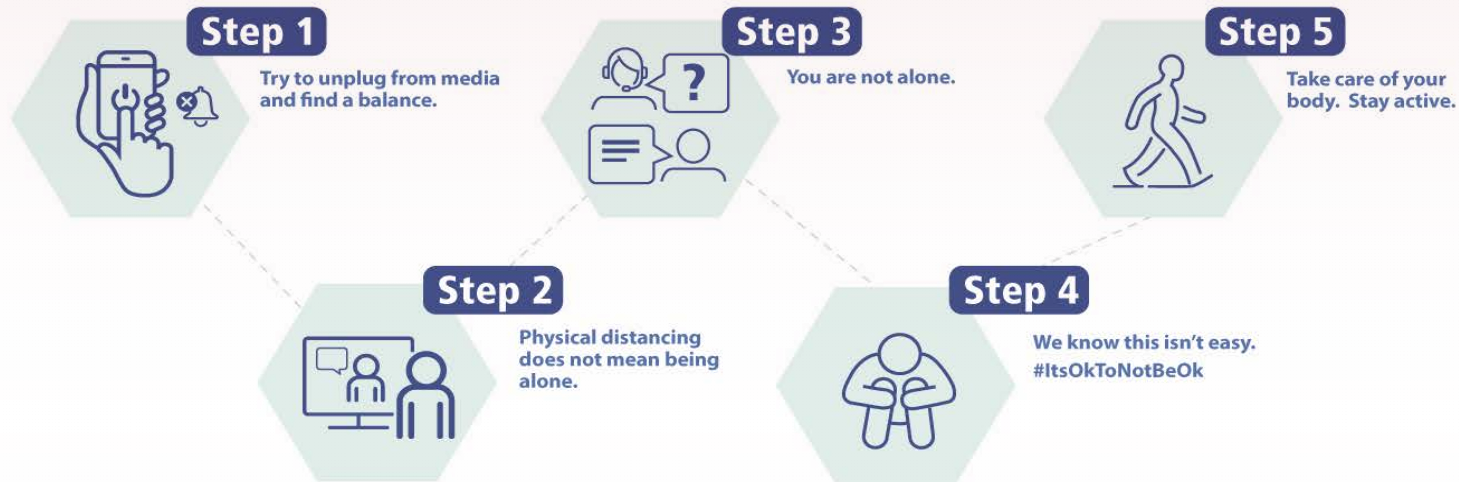 Step 1
Try to unplug from media
and find a balance.
Step 2
Physical distancing
does not mean being
alone.
Step 3
?
You are not alone.
Step 4
We know this isn't easy.
#ItsOkToNotBeOk
Step 5
Take care of your
body.  Stay active.